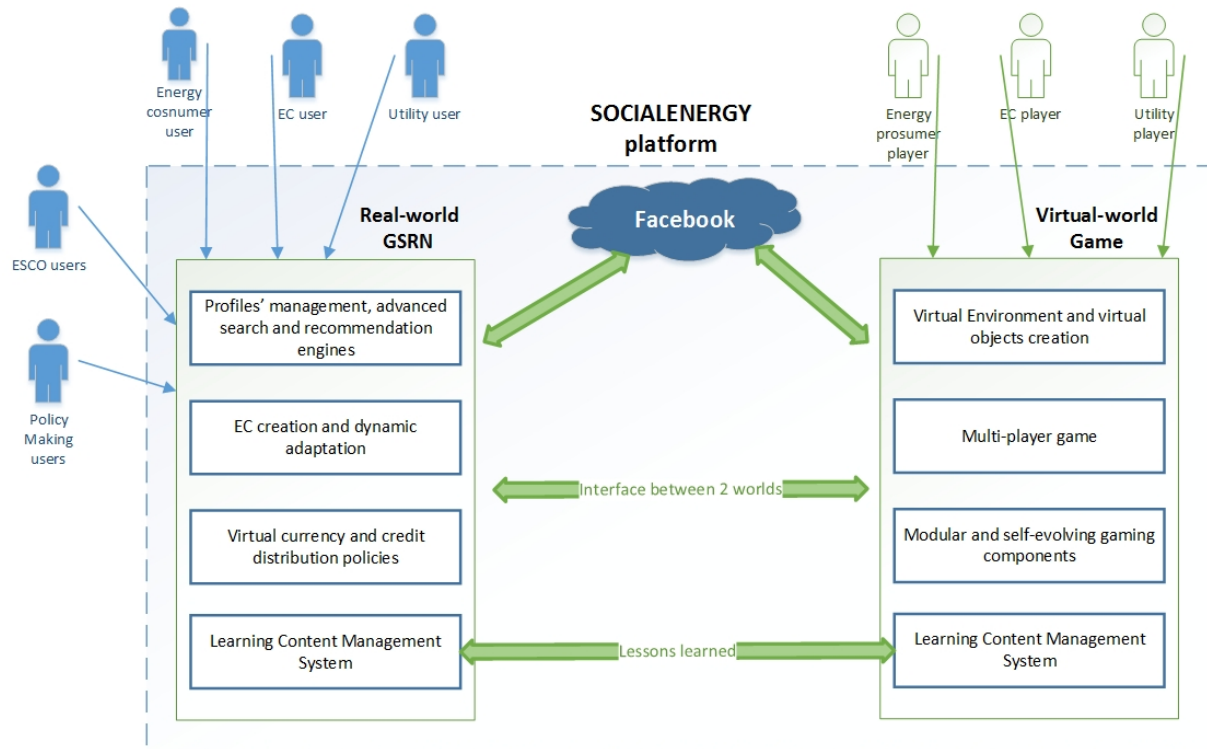 Energy
cosnumer
user
EC user
Utility user
SOCIALENERGY
platform
Energy
prosumer
player
EC player
Utility
player
ESCO users
Policy
Making
users
Real-world
GSRN
Facebook
Virtual-world
Game
Profiles’ management, advanced
search and recommendation
engines
EC creation and dynamic
adaptation
Virtual currency and credit
distribution policies
Learning Content Management
System
Interface between 2 worlds
Lessons learned
Virtual Environment and virtual
objects creation
Multi-player game
Modular and self-evolving gaming
components
Learning Content Management
System